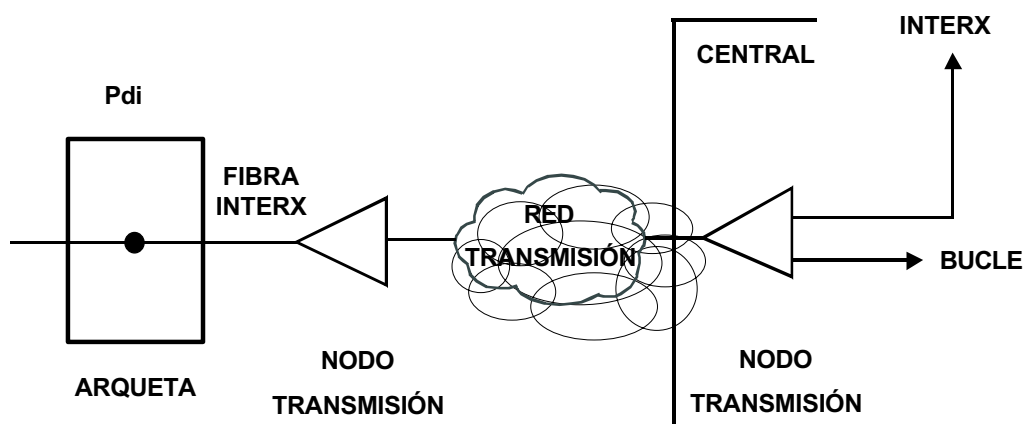 INTERX
CENTRAL
Pdi
FIBRA
INTERX
RED
TRANSMISIÓN
BUCLE
NODO
TRANSMISIÓN
NODO
TRANSMISIÓN
ARQUETA